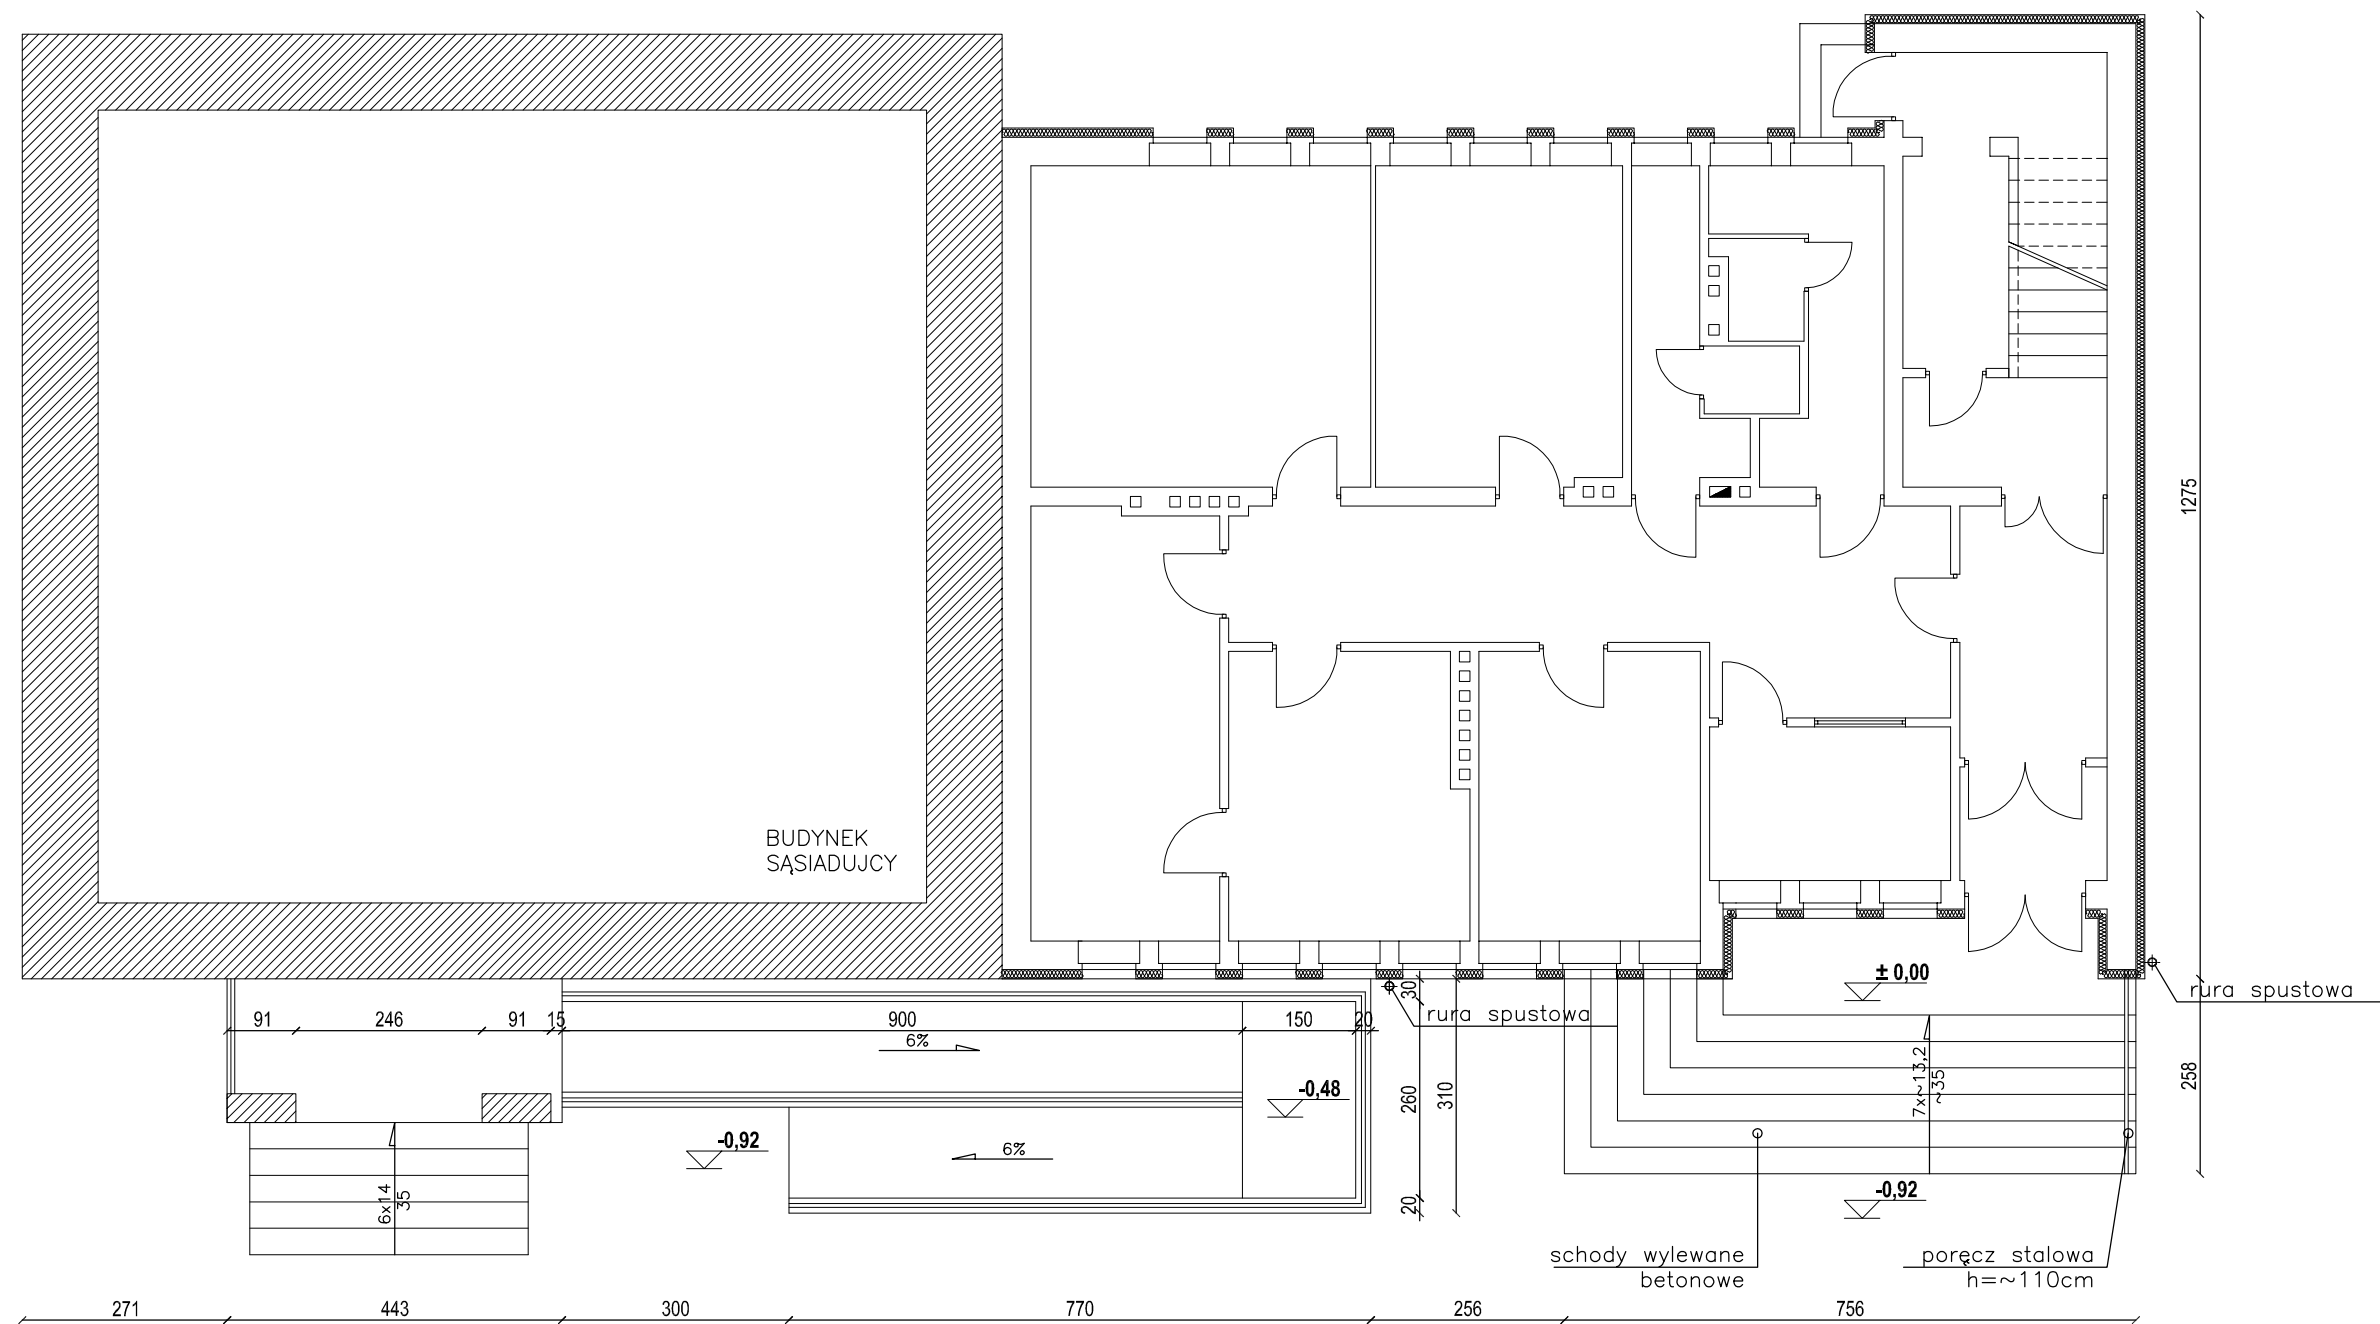 BUDYNEK
SĄSIADUJCY
1275
± 0,00
rura spustowa
rura spustowa
30
91
246
91
15
900
150
20
6%
7x~13,2
~35
258
-0,48
260
310
-0,92
6%
6x14
35
20
-0,92
schody wylewane
betonowe
poręcz stalowa
h=~110cm
271
443
300
770
256
756